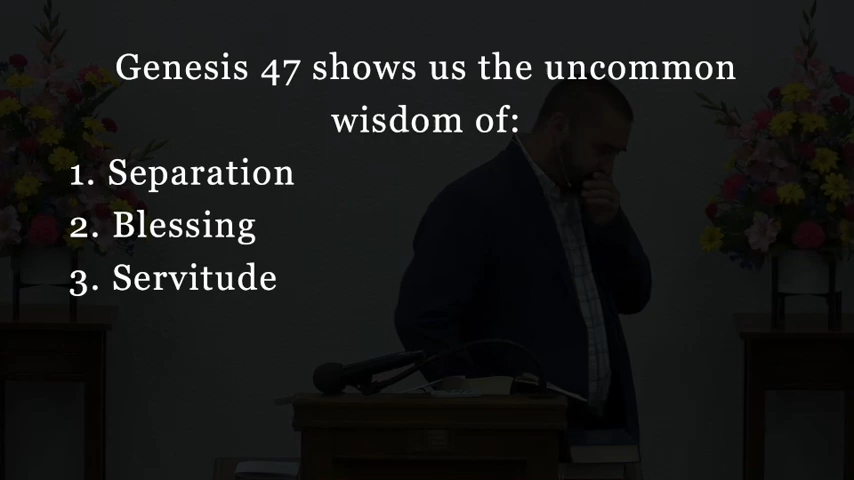 Genesis 47 shows us the uncommon
wisdom of:
1. Separation
2. Blessing
3. Servitude